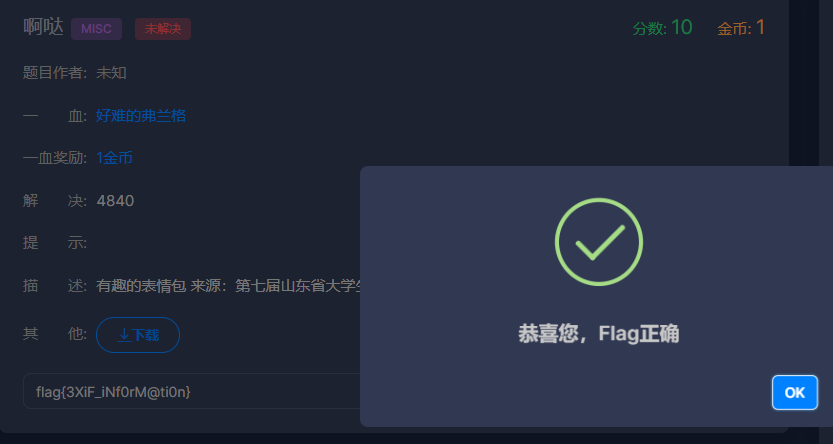 啊哒 MISC 未解决 分数: 10 金币: 1
题目作者: 未知
一 血: 好难的弗兰格
一血奖励: 1金币
解 决: 4840
提 示:
描 述: 有趣的表情包 来源：第七届山东省大学生
其 他: 下载
flag{3XiF_iNf0rM@ti0n}
恭喜您，Flag正确
OK